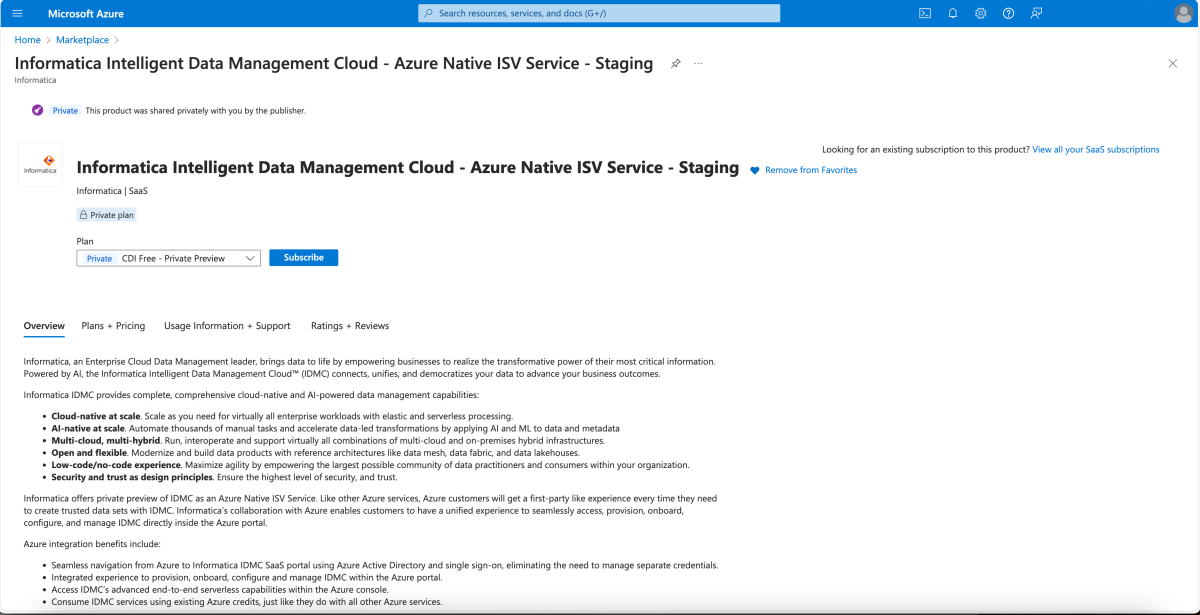 Microsoft Azure
Search resources, services, and docs (G+/)
Home > Marketplace >
Informatica Intelligent Data Management Cloud - Azure Native ISV Service - Staging
Informatica
Private This product was shared privately with you by the publisher.
Looking for an existing subscription to this product? View all your SaaS subscriptions
Informatica
Informatica Intelligent Data Management Cloud - Azure Native ISV Service - Staging
Remove from Favorites
Informatica | SaaS
Private plan
Plan
Private CDI Free - Private Preview
Subscribe
Overview Plans + Pricing Usage Information + Support Ratings + Reviews
Informatica, an Enterprise Cloud Data Management leader, brings data to life by empowering businesses to realize the transformative power of their most critical information.
Powered by AI, the Informatica Intelligent Data Management Cloud™ (IDMC) connects, unifies, and democratizes your data to advance your business outcomes.
Informatica IDMC provides complete, comprehensive cloud-native and AI-powered data management capabilities:
• Cloud-native at scale. Scale as you need for virtually all enterprise workloads with elastic and serverless processing.
• AI-native at scale. Automate thousands of manual tasks and accelerate data-led transformations by applying AI and ML to data and metadata
• Multi-cloud, multi-hybrid. Run, interoperate and support virtually all combinations of multi-cloud and on-premises hybrid infrastructures.
• Open and flexible. Modernize and build data products with reference architectures like data mesh, data fabric, and data lakehouses.
• Low-code/no-code experience. Maximize agility by empowering the largest possible community of data practitioners and consumers within your organization.
• Security and trust as design principles. Ensure the highest level of security, and trust.
Informatica offers private preview of IDMC as an Azure Native ISV Service. Like other Azure services, Azure customers will get a first-party like experience every time they need
to create trusted data sets with IDMC. Informatica's collaboration with Azure enables customers to have a unified experience to seamlessly access, provision, onboard,
configure, and manage IDMC directly inside the Azure portal.
Azure integration benefits include:
• Seamless navigation from Azure to Informatica IDMC SaaS portal using Azure Active Directory and single sign-on, eliminating the need to manage separate credentials.
• Integrated experience to provision, onboard, configure and manage IDMC within the Azure portal.
• Access IDMC's advanced end-to-end serverless capabilities within the Azure console.
• Consume IDMC services using existing Azure credits, just like they do with all other Azure services.